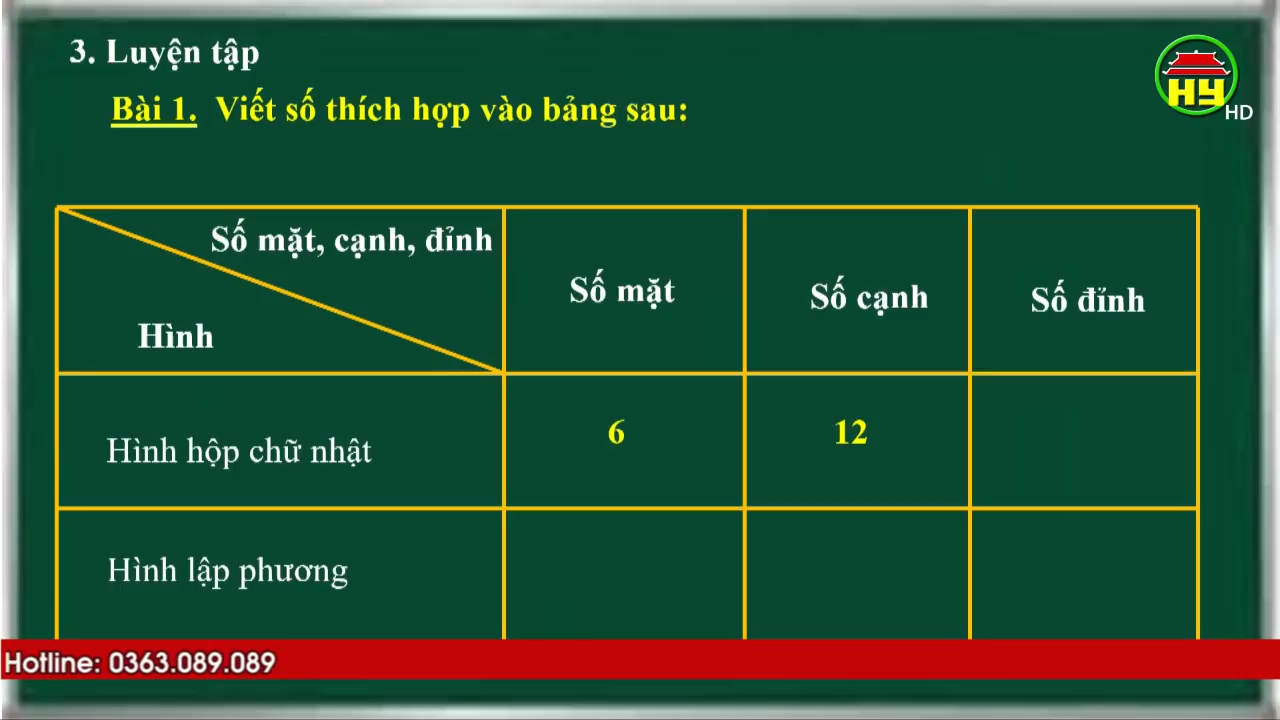 3. Luyện tập
Bài 1. Viết số thích hợp vào bảng sau:
HY
HD
Số mặt, cạnh, đỉnh
Hình
Số mặt
Số cạnh
Số đỉnh
Hình hộp chữ nhật
6
12
Hình lập phương
Hotline: 0363.089.089